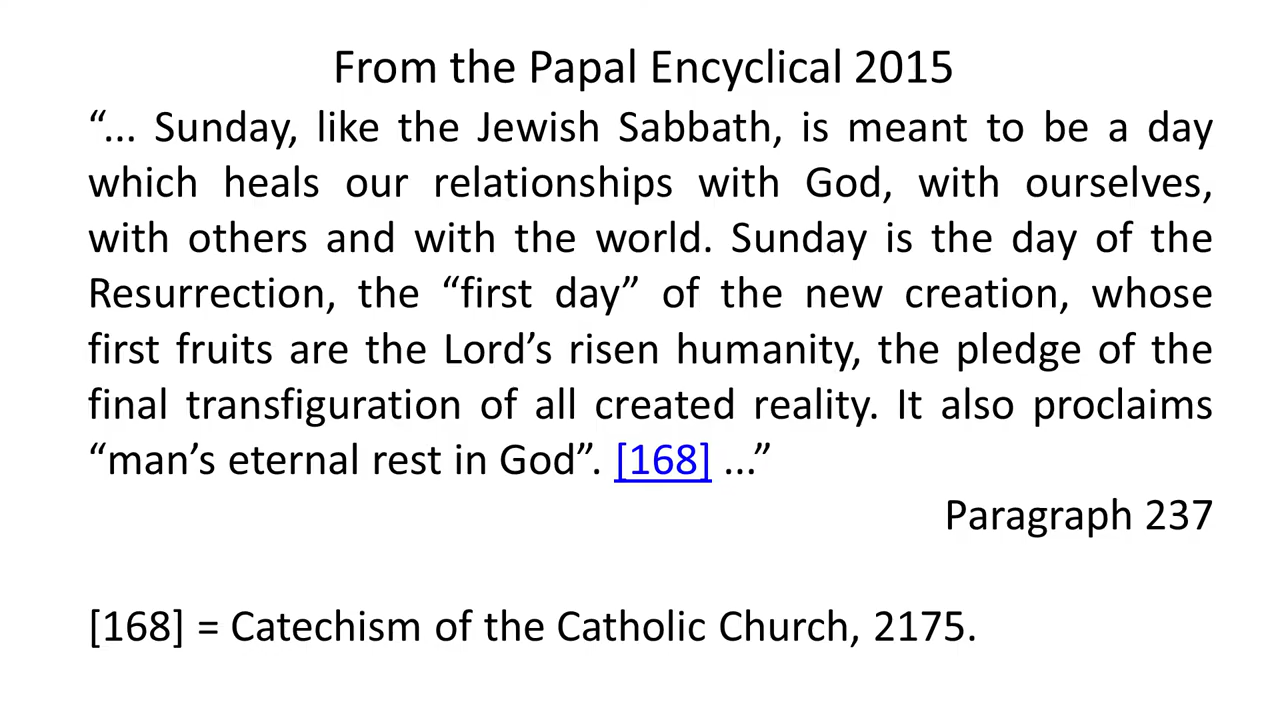 From the Papal Encyclical 2015
“... Sunday, like the Jewish Sabbath, is meant to be a day
which heals our relationships with God, with ourselves,
with others and with the world. Sunday is the day of the
Resurrection, the “first day” of the new creation, whose
first fruits are the Lord’s risen humanity, the pledge of the
final transfiguration of all created reality. It also proclaims
“man’s eternal rest in God”. [168] ...”
Paragraph 237
[168] = Catechism of the Catholic Church, 2175.